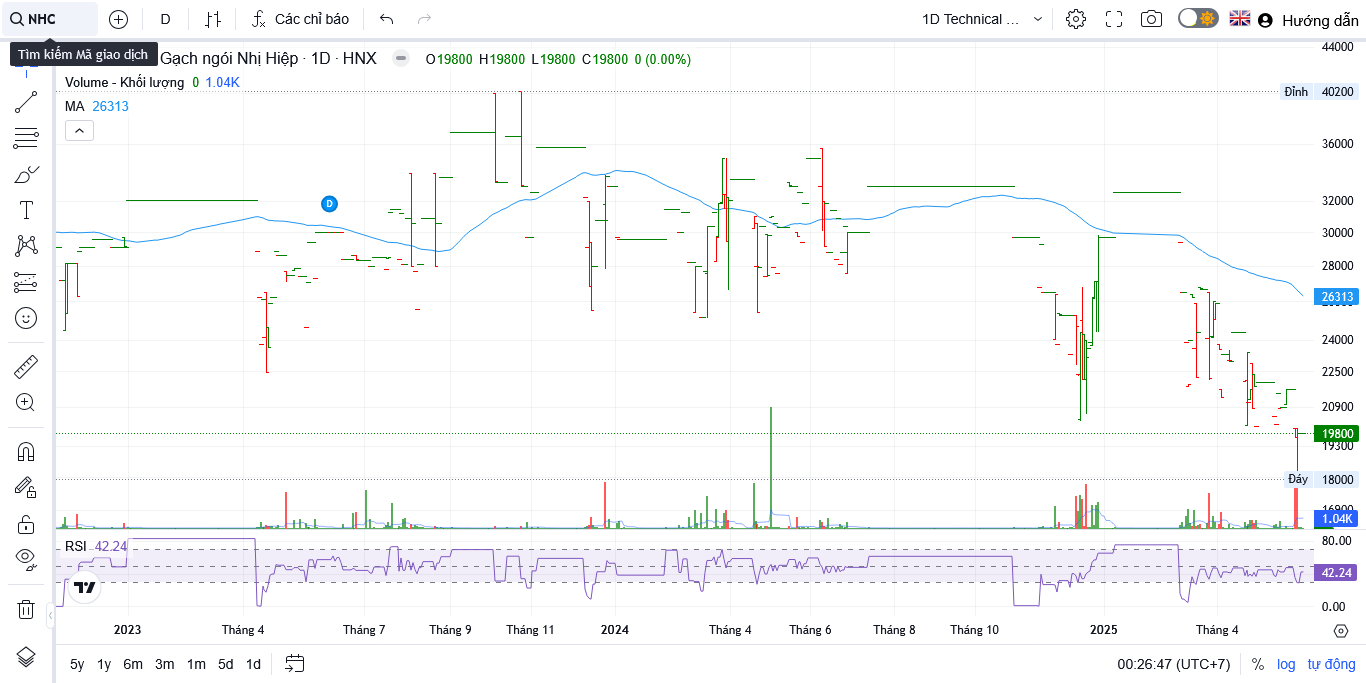 NHC
D
Các chỉ báo
1D Technical ...
Hướng dẫn
Tìm kiếm Mã giao dịch
Gạch ngói Nhị Hiệp · 1D · HNX
O19800 H19800 L19800 C19800 0 (0.00%)
Volume - Khối lượng 0 1.04K
MA 26313
44000
Đỉnh 40200
36000
32000
D
30000
28000
26313
24000
22500
20900
19800
19300
Đáy 18000
16900
1.04K
RSI 42.24
80.00
42.24
0.00
2023 Tháng 4 Tháng 7 Tháng 9 Tháng 11 2024 Tháng 4 Tháng 6 Tháng 8 Tháng 10 2025 Tháng 4
5y 1y 6m 3m 1m 5d 1d
00:26:47 (UTC+7) % log tự động